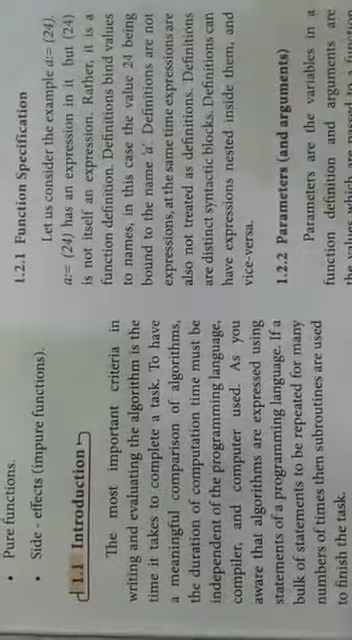 • Pure functions.
• Side - effects (impure functions).
1.1 Introduction
The most important criteria in
writing and evaluating the algorithm is the
time it takes to complete a task. To have
a meaningful comparison of algorithms,
the duration of computation time must be
independent of the programming language,
compiler, and computer used. As you
aware that algorithms are expressed using
statements of a programming language. If a
bulk of statements to be repeated for many
numbers of times then subroutines are used
to finish the task.
1.2.1 Function Specification
Let us consider the example a:= (24).
a:= (24) has an expression in it but (24)
is not itself an expression. Rather, it is a
function definition. Definitions bind values
to names, in this case the value 24 being
bound to the name 'a'. Definitions are not
expressions, at the same time expressions are
also not treated as definitions. Definitions
are distinct syntactic blocks. Definitions can
have expressions nested inside them, and
vice-versa.
1.2.2 Parameters (and arguments)
Parameters are the variables in a
function definition and arguments are
the values which are passed to a function